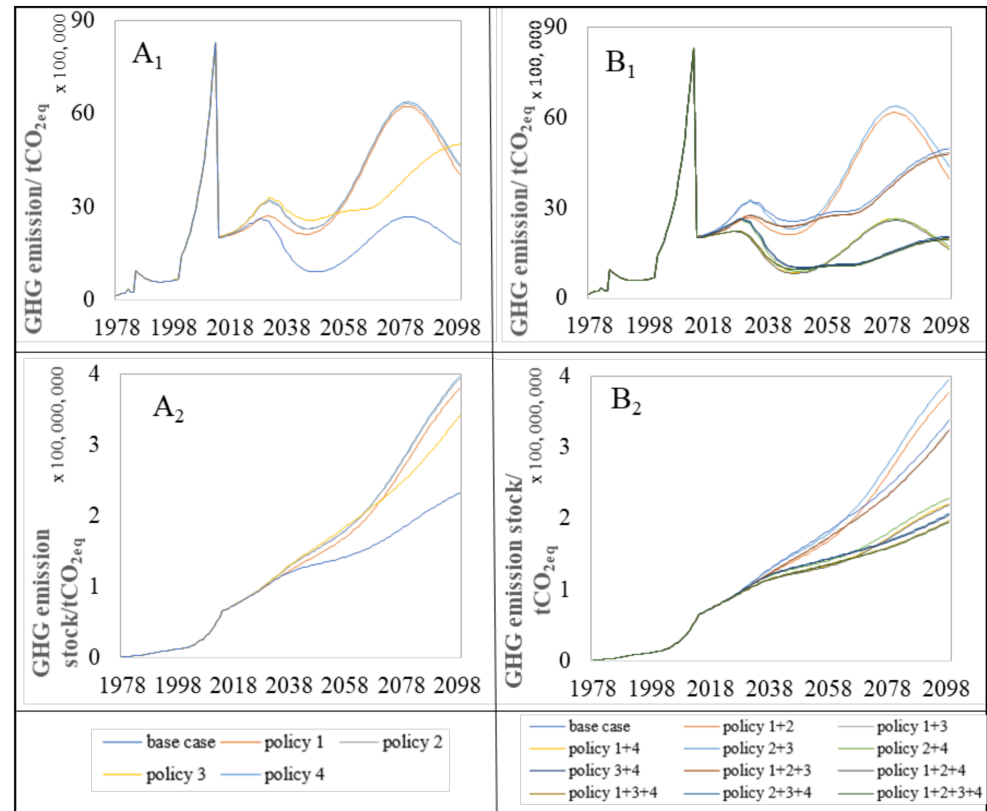 A1
GHG emission/ tCO2eq
x 100,000
90
60
30
0
1978 1998 2018 2038 2058 2078 2098
B1
GHG emission/ tCO2eq
x 100,000
90
60
30
0
1978 1998 2018 2038 2058 2078 2098
A2
GHG emission
stock/tCO2eq
x 100,000,000
4
3
2
1
0
1978 1998 2018 2038 2058 2078 2098
B2
GHG emission stock/
tCO2eq
x 100,000,000
4
3
2
1
0
1978 1998 2018 2038 2058 2078 2098
base case policy 1 policy 2
policy 3 policy 4
base case policy 1+2 policy 1+3
policy 1+4 policy 2+3 policy 2+4
policy 3+4 policy 1+2+3 policy 1+2+4
policy 1+3+4 policy 2+3+4 policy 1+2+3+4